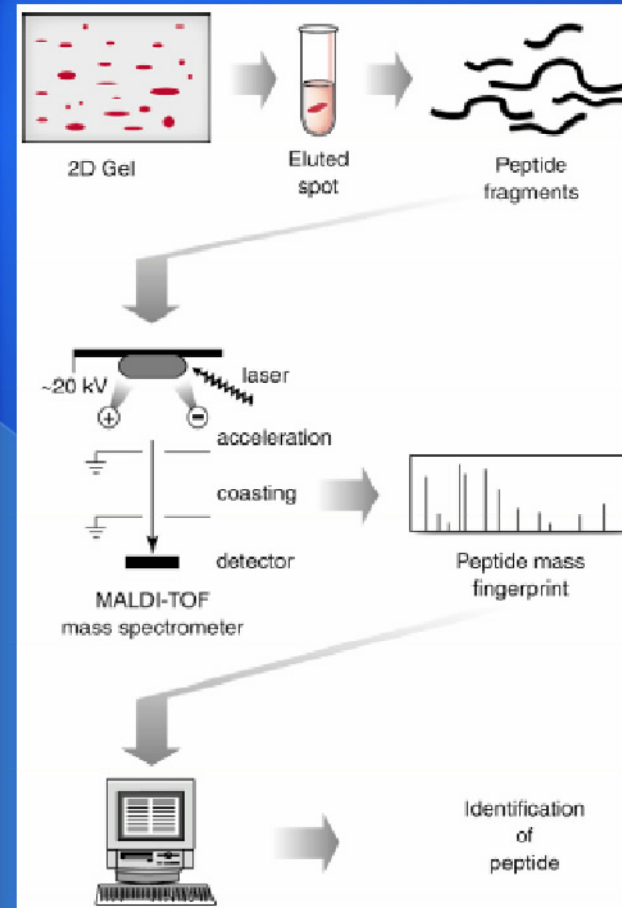 2D Gel
Eluted
spot
Peptide
fragments
~20 kV
laser
+
−
acceleration
coasting
detector
MALDI-TOF
mass spectrometer
Peptide mass
fingerprint
Identification
of
peptide